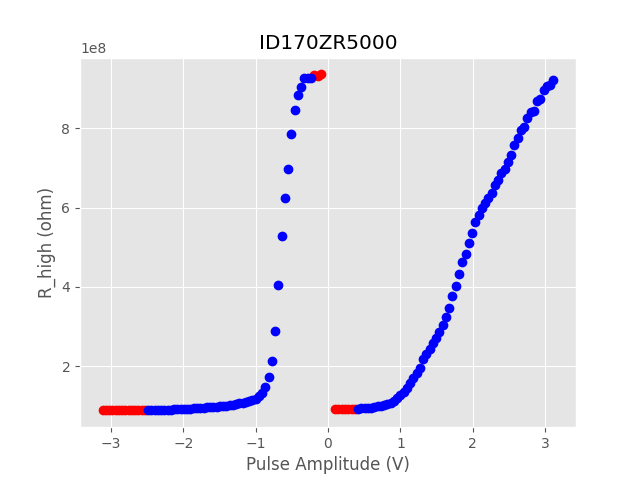 ID170ZR5000
1e8
8
6
4
2
R_high (ohm)
−3 −2 −1 0 1 2 3
Pulse Amplitude (V)